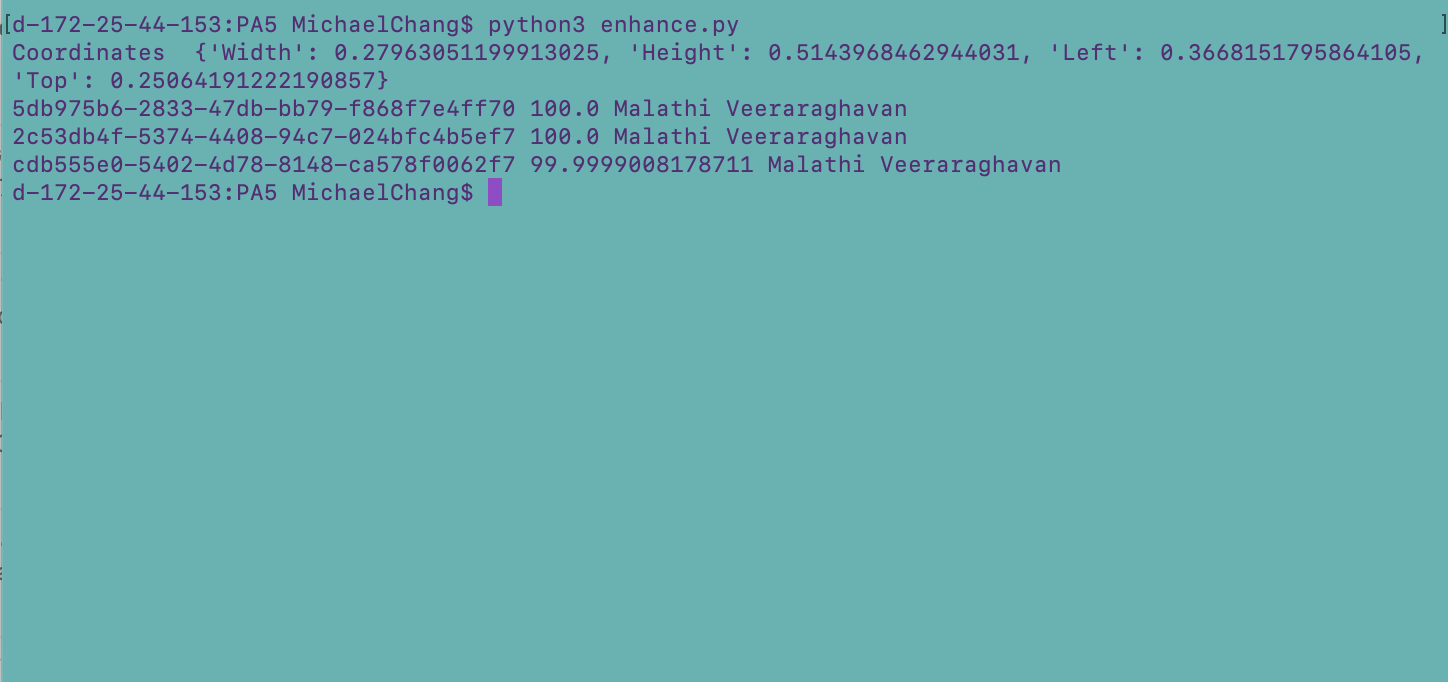 [d-172-25-44-153:PA5 MichaelChang$ python3 enhance.py ]
Coordinates  {'Width': 0.27963051199913025, 'Height': 0.5143968462944031, 'Left': 0.3668151795864105,
'Top': 0.250641912222190857}
5db975b6-2833-47db-bb79-f868f7e4ff70 100.0 Malathi Veeraraghavan
2c53db4f-5374-4408-94c7-024bfc4b5ef7 100.0 Malathi Veeraraghavan
cdb555e0-5402-4d78-8148-ca578f0062f7 99.9999008178711 Malathi Veeraraghavan
d-172-25-44-153:PA5 MichaelChang$